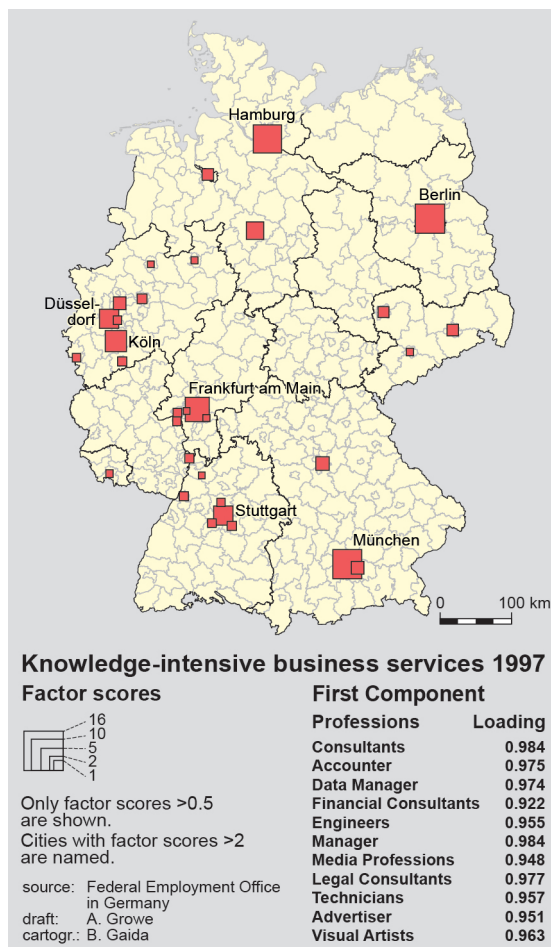 Hamburg
Berlin
Düssel-
dorf
Köln
Frankfurt am Main
Stuttgart
München
0 100 km
Knowledge-intensive business services 1997
Factor scores
16
10
5
2
1
Only factor scores >0.5
are shown.
Cities with factor scores >2
are named.
source: Federal Employment Office
in Germany
draft: A. Growe
cartogr.: B. Gaida
First Component
Professions Loading
Consultants 0.984
Accounter 0.975
Data Manager 0.974
Financial Consultants 0.922
Engineers 0.955
Manager 0.984
Media Professions 0.948
Legal Consultants 0.977
Technicians 0.957
Advertiser 0.951
Visual Artists 0.963